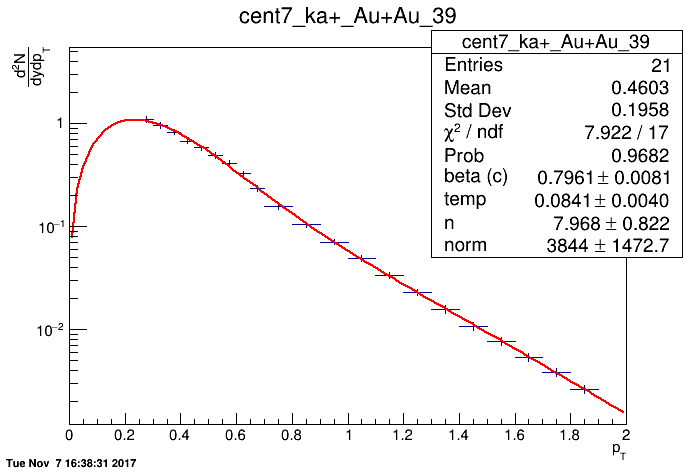 cent7_ka+_Au+Au_39
cent7_ka+_Au+Au_39
Entries 21
Mean 0.4603
Std Dev 0.1958
χ² / ndf 7.922 / 17
Prob 0.9682
beta (c) 0.7961 ± 0.0081
temp 0.0841 ± 0.0040
n 7.968 ± 0.822
norm 3844 ± 1472.7
d²N
dydp_T
1
10⁻¹
10⁻²
0 0.2 0.4 0.6 0.8 1 1.2 1.4 1.6 1.8 2
p_T
Tue Nov 7 16:38:31 2017